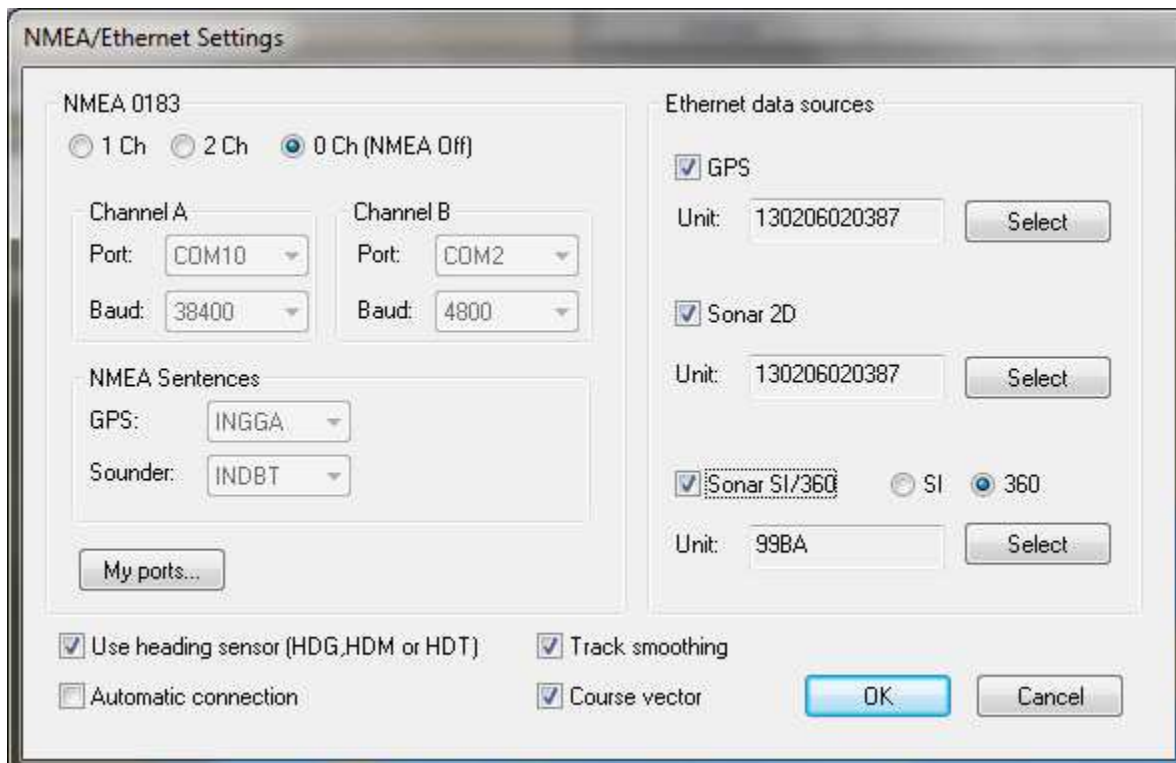 NMEA/Ethernet Settings
NMEA 0183
1 Ch 2 Ch 0 Ch (NMEA Off)
Channel A
Port: COM10
Baud: 38400
Channel B
Port: COM2
Baud: 4800
NMEA Sentences
GPS: INGGA
Sounder: INDBT
My ports...
Ethernet data sources
GPS
Unit: 130206020387 Select
Sonar 2D
Unit: 130206020387 Select
Sonar SI/360 SI 360
Unit: 99BA Select
Use heading sensor (HDG,HDM or HDT) Track smoothing
Automatic connection Course vector OK Cancel